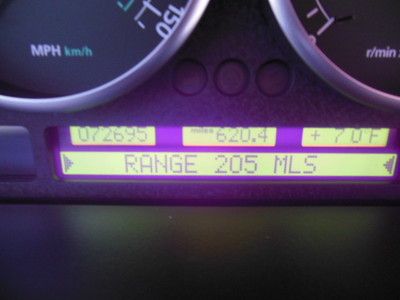 MPH km/h
150
r/min
072695 miles 620.4 + 70°F
RANGE 205 MLS